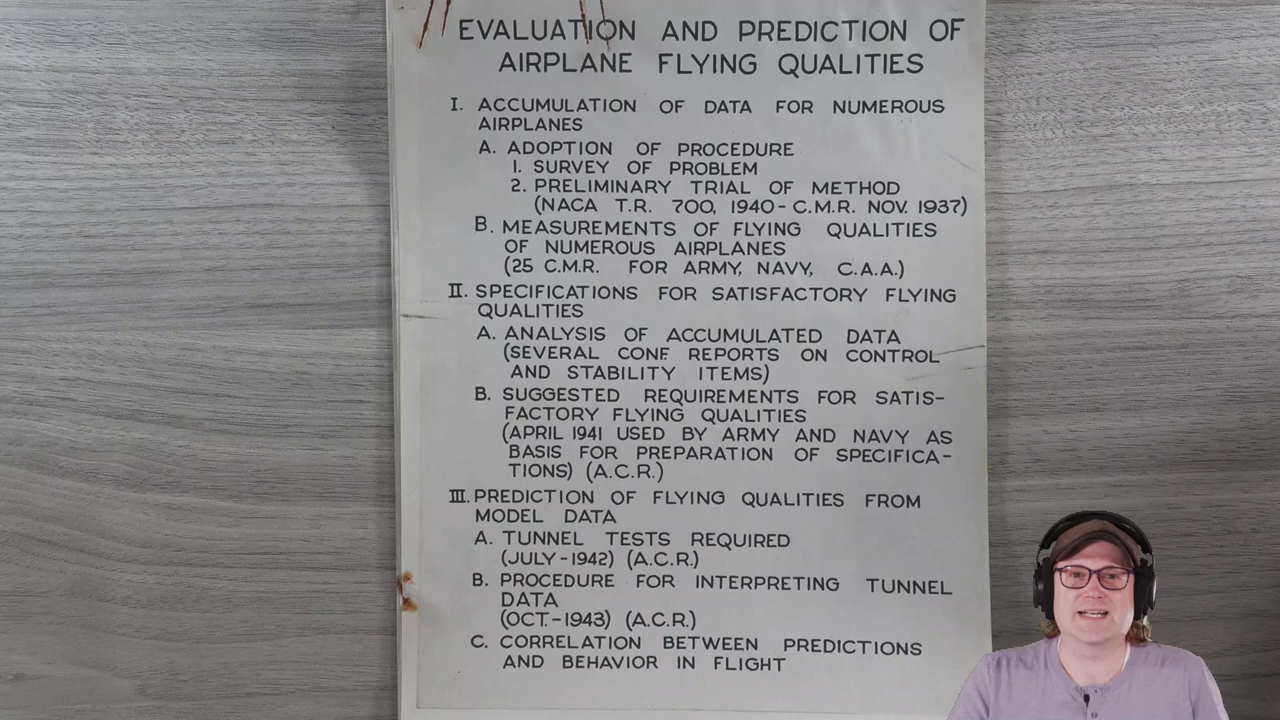 EVALUATION AND PREDICTION OF
AIRPLANE FLYING QUALITIES
I. ACCUMULATION OF DATA FOR NUMEROUS
AIRPLANES
A. ADOPTION OF PROCEDURE
1. SURVEY OF PROBLEM
2. PRELIMINARY TRIAL OF METHOD
(NACA T.R. 700, 1940-C.M.R. NOV. 1937)
B. MEASUREMENTS OF FLYING QUALITIES
OF NUMEROUS AIRPLANES
(25 C.M.R. FOR ARMY, NAVY, C.A.A.)
II. SPECIFICATIONS FOR SATISFACTORY FLYING
QUALITIES
A. ANALYSIS OF ACCUMULATED DATA
(SEVERAL CONF. REPORTS ON CONTROL
AND STABILITY ITEMS)
B. SUGGESTED REQUIREMENTS FOR SATIS-
FACTORY FLYING QUALITIES
(APRIL 1941 USED BY ARMY AND NAVY AS
BASIS FOR PREPARATION OF SPECIFICA-
TIONS) (A.C.R.)
III. PREDICTION OF FLYING QUALITIES FROM
MODEL DATA
A. TUNNEL TESTS REQUIRED
(JULY-1942) (A.C.R.)
B. PROCEDURE FOR INTERPRETING TUNNEL
DATA
(OCT.-1943) (A.C.R.)
C. CORRELATION BETWEEN PREDICTIONS
AND BEHAVIOR IN FLIGHT